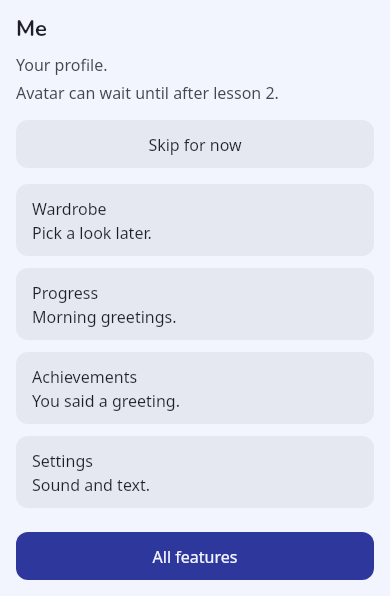 Me
Your profile.
Avatar can wait until after lesson 2.
Skip for now
Wardrobe
Pick a look later.
Progress
Morning greetings.
Achievements
You said a greeting.
Settings
Sound and text.
All features